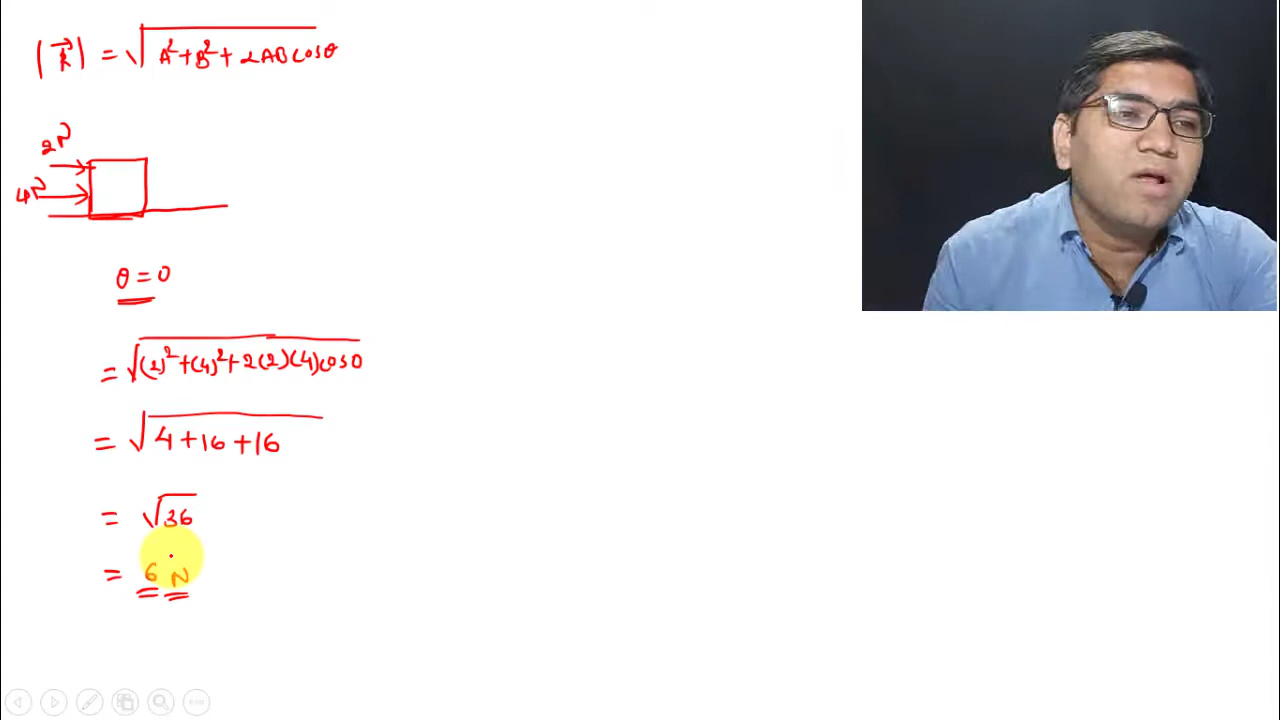 |R⃗| = √A²+B²+2ABcosθ
2N
4N
θ = 0
= √(2)²+(4)²+2(2)(4)cos0
= √4+16+16
= √36
= 6 N